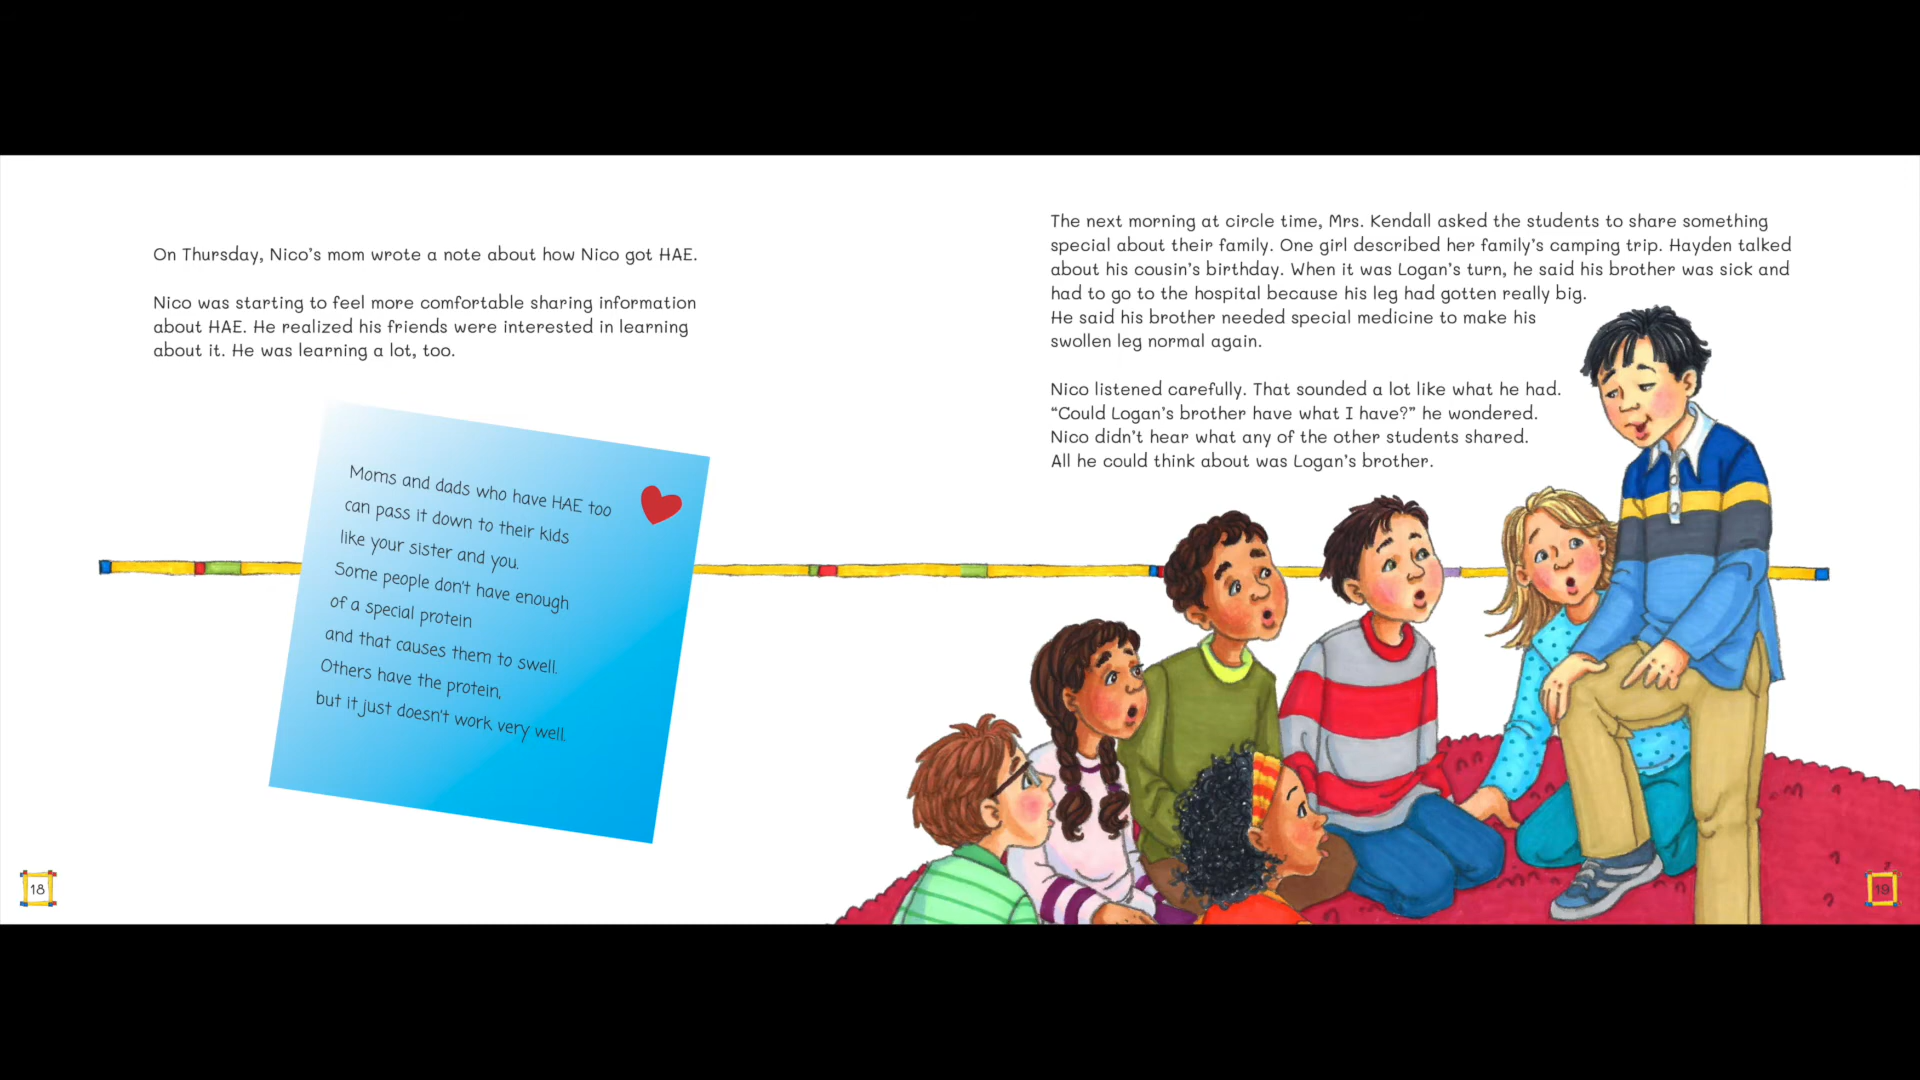 On Thursday, Nico's mom wrote a note about how Nico got HAE.
Nico was starting to feel more comfortable sharing information
about HAE. He realized his friends were interested in learning
about it. He was learning a lot, too.
Moms and dads who have HAE too
can pass it down to their kids
like your sister and you.
Some people don't have enough
of a special protein
and that causes them to swell.
Others have the protein,
but it just doesn't work very well.
18
The next morning at circle time, Mrs. Kendall asked the students to share something
special about their family. One girl described her family's camping trip. Hayden talked
about his cousin's birthday. When it was Logan's turn, he said his brother was sick and
had to go to the hospital because his leg had gotten really big.
He said his brother needed special medicine to make his
swollen leg normal again.
Nico listened carefully. That sounded a lot like what he had.
“Could Logan's brother have what I have?” he wondered.
Nico didn't hear what any of the other students shared.
All he could think about was Logan's brother.
19